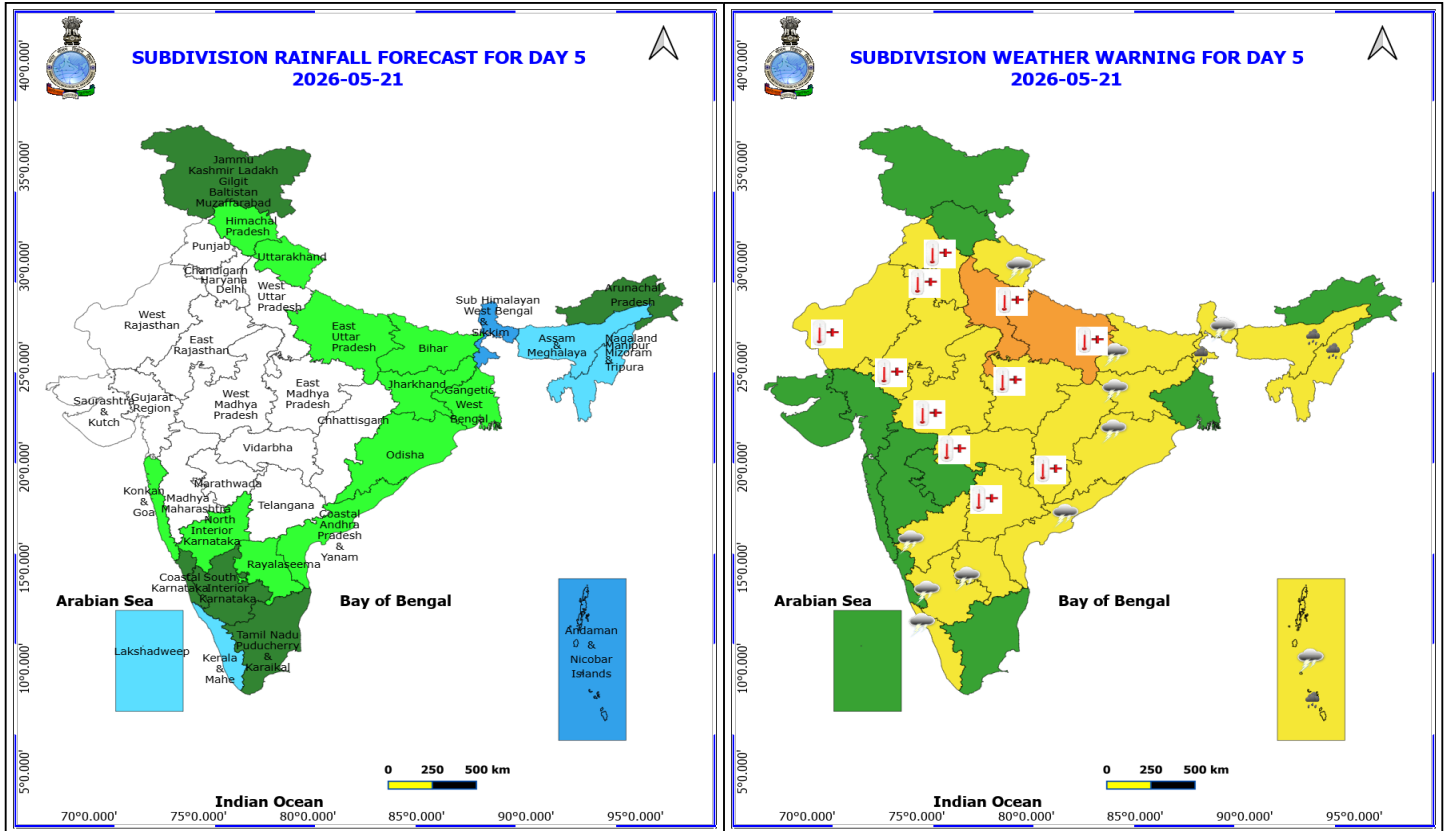 SUBDIVISION RAINFALL FORECAST FOR DAY 5
2026-05-21
40°0.000'
35°0.000'
30°0.000'
25°0.000'
20°0.000'
15°0.000'
10°0.000'
5°0.000'
Jammu
Kashmir Ladakh
Gilgit
Baltistan
Muzaffarabad
Himachal
Pradesh
Punjab
Uttarakhand
Chandigarh
Haryana
Delhi
West
Uttar
Pradesh
West
Rajasthan
East
Rajasthan
East
Uttar
Pradesh
Bihar
Sub Himalayan
West Bengal
&
Sikkim
Arunachal
Pradesh
Assam
&
Meghalaya
Nagaland
Manipur
Mizoram
&
Tripura
Jharkhand
Gangetic
West
Bengal
Saurashtra
&
Kutch
Gujarat
Region
West
Madhya
Pradesh
East
Madhya
Pradesh
Chhattisgarh
Vidarbha
Odisha
Konkan
&
Goa
Madhya
Maharashtra
Marathwada
Telangana
North
Interior
Karnataka
Coastal
Andhra
Pradesh
&
Yanam
Rayalaseema
Coastal
Karnataka
South
Interior
Karnataka
Arabian Sea
Bay of Bengal
Lakshadweep
Kerala
&
Mahe
Tamil Nadu
Puducherry
&
Karaikal
Andaman
&
Nicobar
Islands
0 250 500 km
Indian Ocean
70°0.000' 75°0.000' 80°0.000' 85°0.000' 90°0.000' 95°0.000'
SUBDIVISION WEATHER WARNING FOR DAY 5
2026-05-21
40°0.000'
35°0.000'
30°0.000'
25°0.000'
20°0.000'
15°0.000'
10°0.000'
5°0.000'
Arabian Sea
Bay of Bengal
0 250 500 km
Indian Ocean
70°0.000' 75°0.000' 80°0.000' 85°0.000' 90°0.000' 95°0.000'